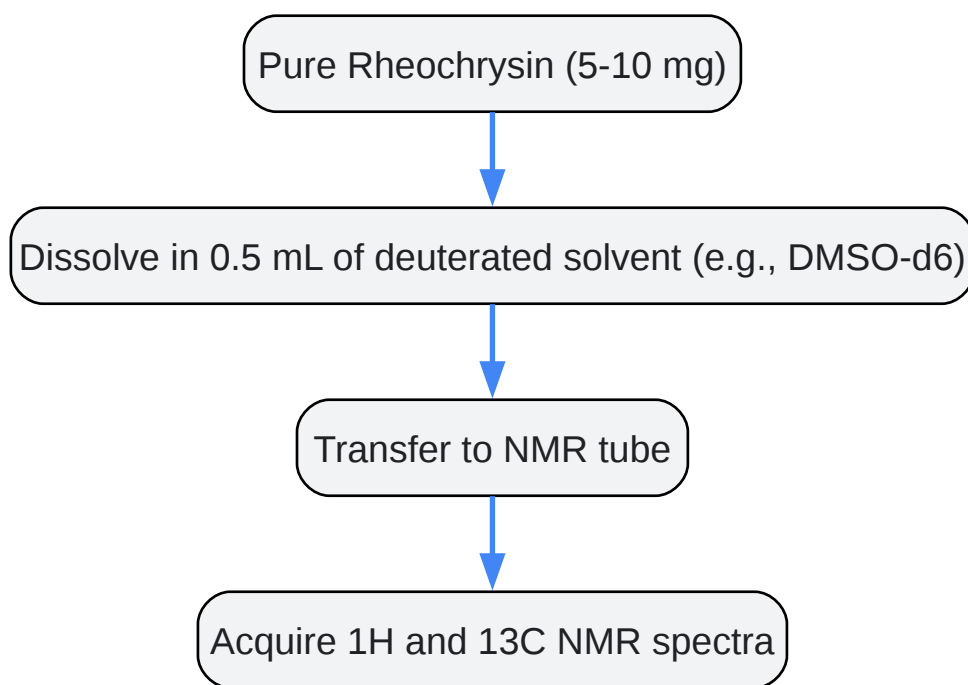 Pure Rheochrysin (5-10 mg)
Dissolve in 0.5 mL of deuterated solvent (e.g., DMSO-d6)
Transfer to NMR tube
Acquire 1H and 13C NMR spectra